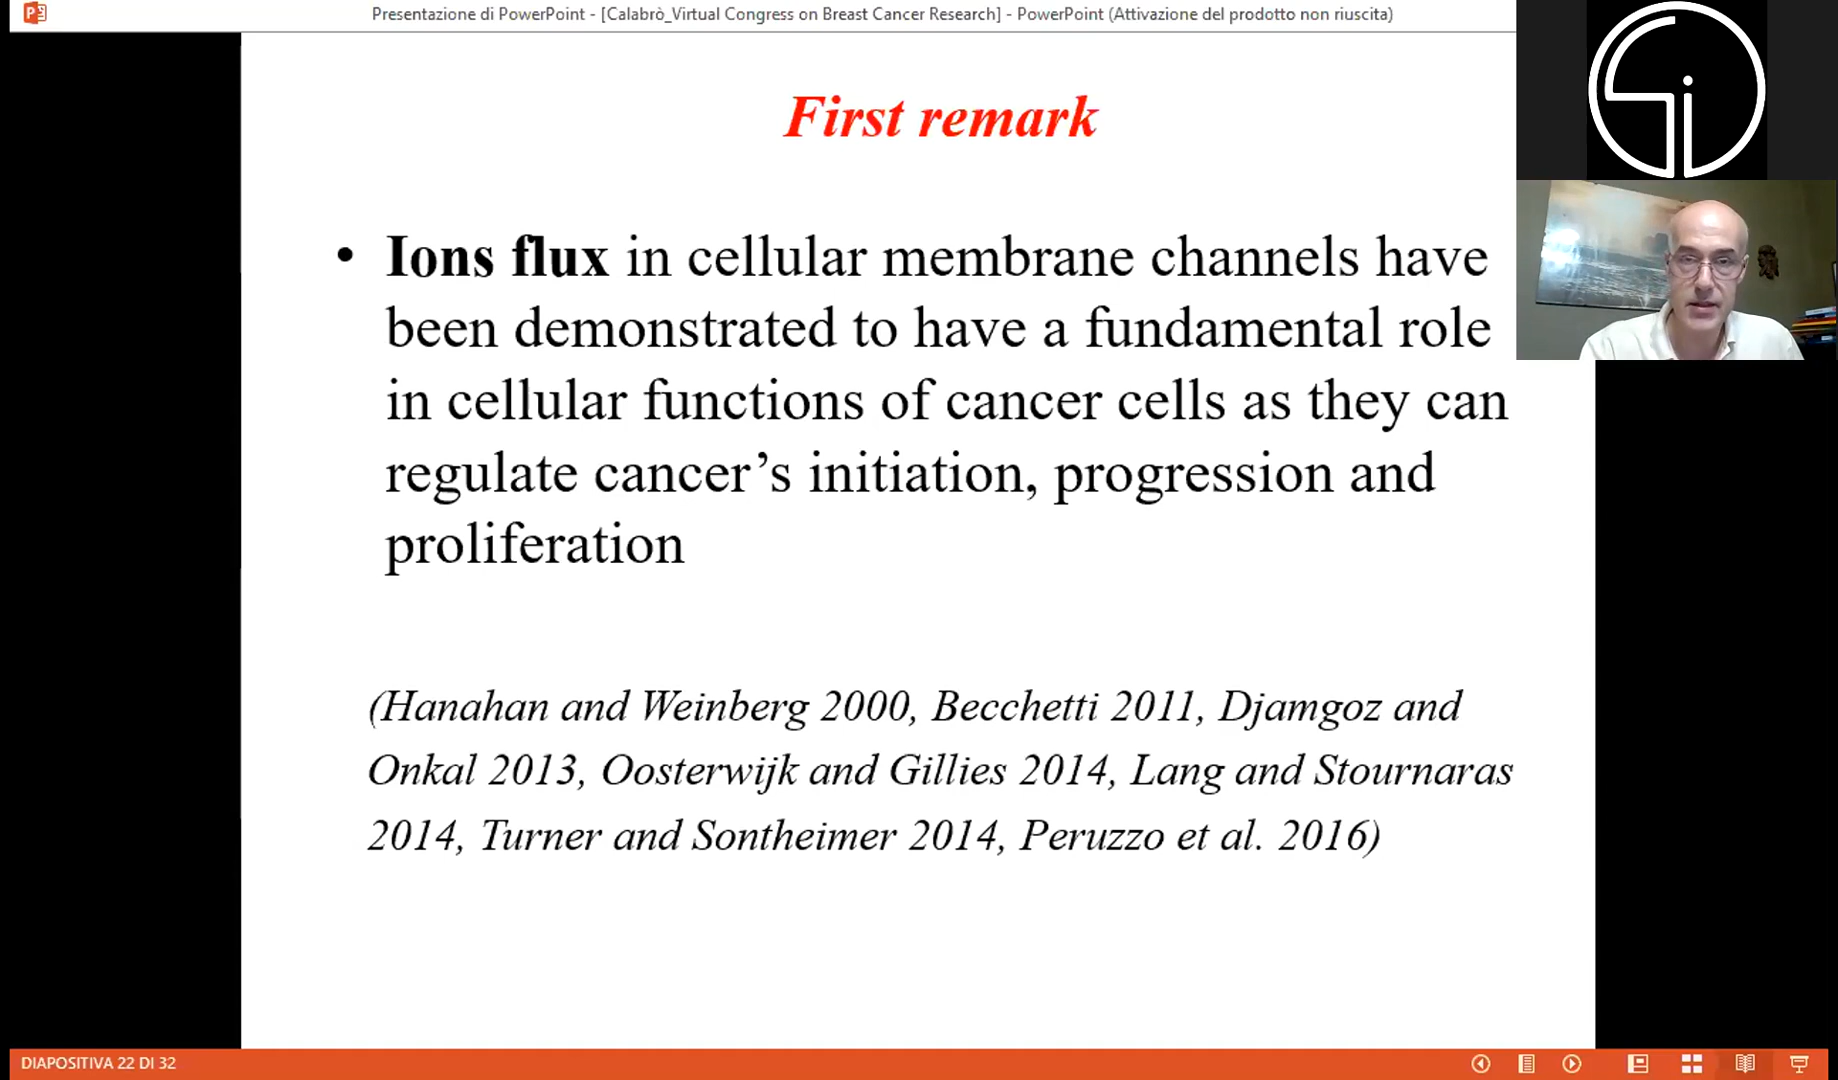 Presentazione di PowerPoint - [Calabrò_Virtual Congress on Breast Cancer Research] - PowerPoint (Attivazione del prodotto non riuscita)
First remark
• Ions flux in cellular membrane channels have
been demonstrated to have a fundamental role
in cellular functions of cancer cells as they can
regulate cancer’s initiation, progression and
proliferation
(Hanahan and Weinberg 2000, Becchetti 2011, Djamgoz and
Onkal 2013, Oosterwijk and Gillies 2014, Lang and Stournaras
2014, Turner and Sontheimer 2014, Peruzzo et al. 2016)
DIAPOSITIVA 22 DI 32